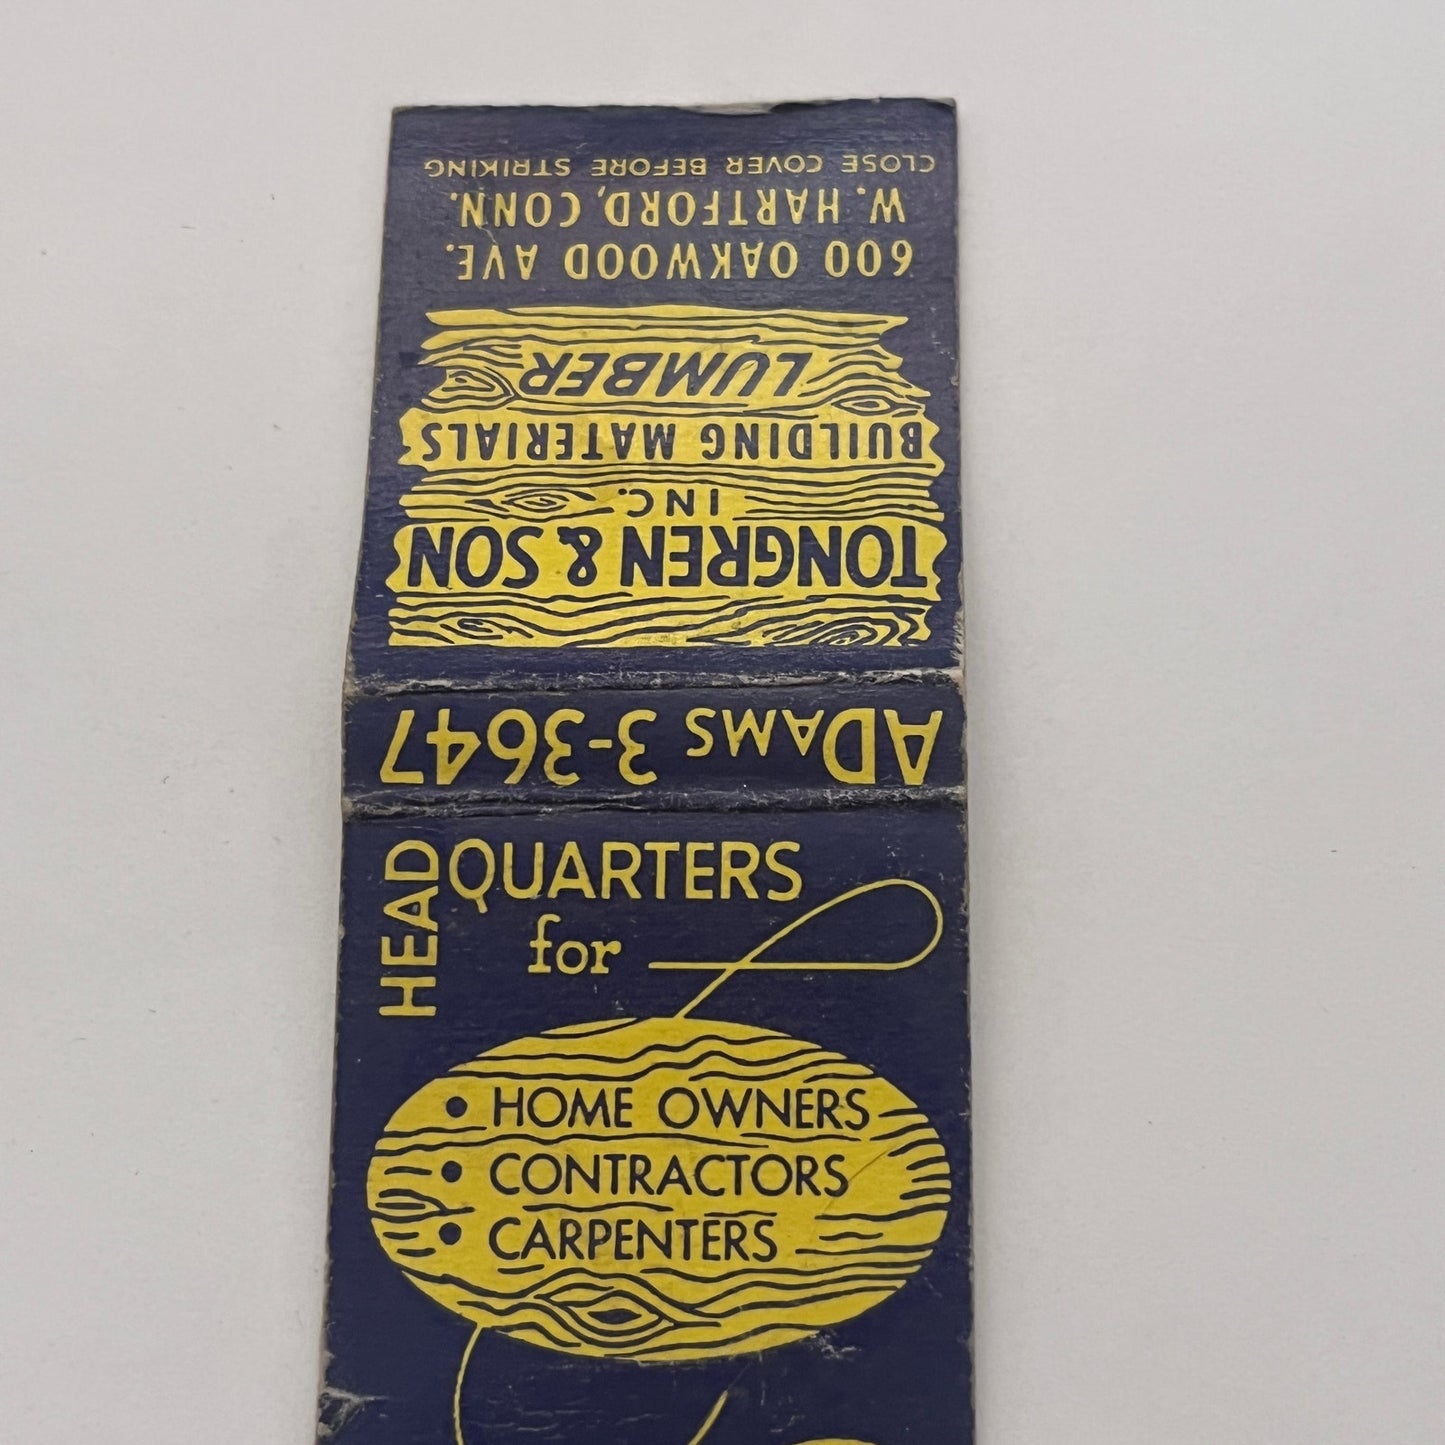 TONGREN & SON
INC.
BUILDING MATERIALS
LUMBER
600 OAKWOOD AVE.
W. HARTFORD, CONN.
CLOSE COVER BEFORE STRIKING
ADAMS 3-3647
HEADQUARTERS
for
• HOME OWNERS
• CONTRACTORS
• CARPENTERS